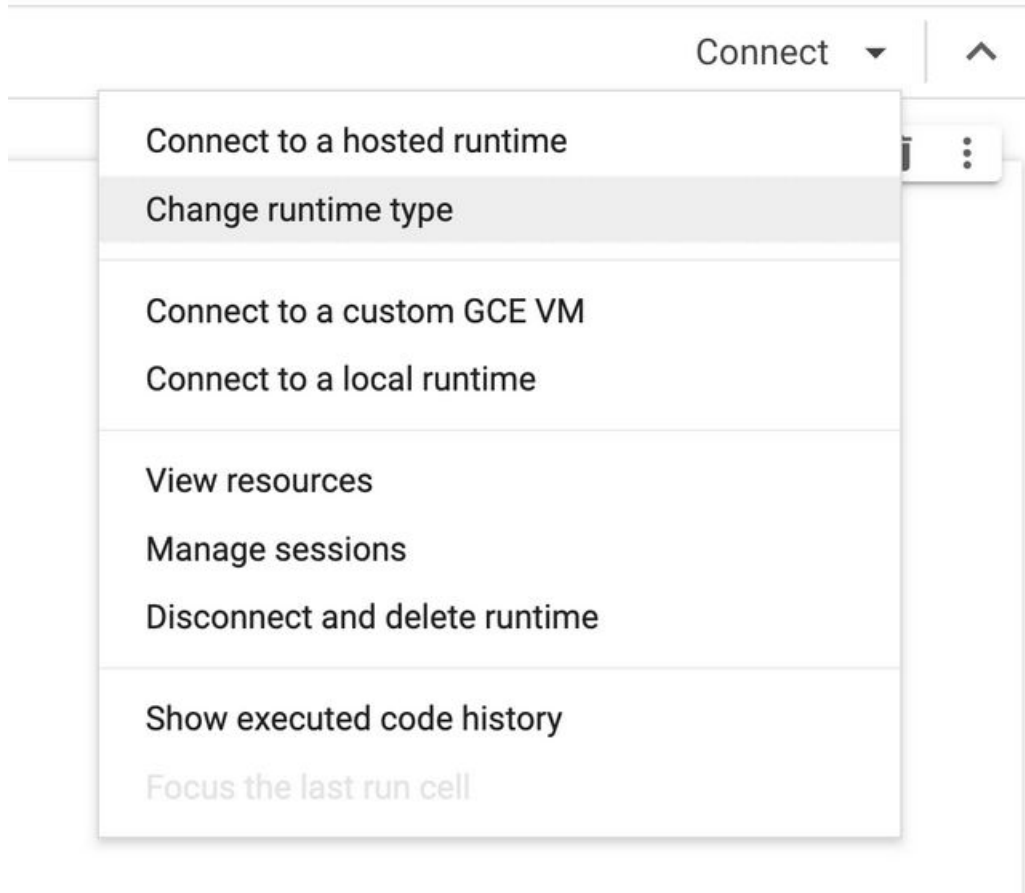 Connect
Connect to a hosted runtime
Change runtime type
Connect to a custom GCE VM
Connect to a local runtime
View resources
Manage sessions
Disconnect and delete runtime
Show executed code history
Focus the last run cell